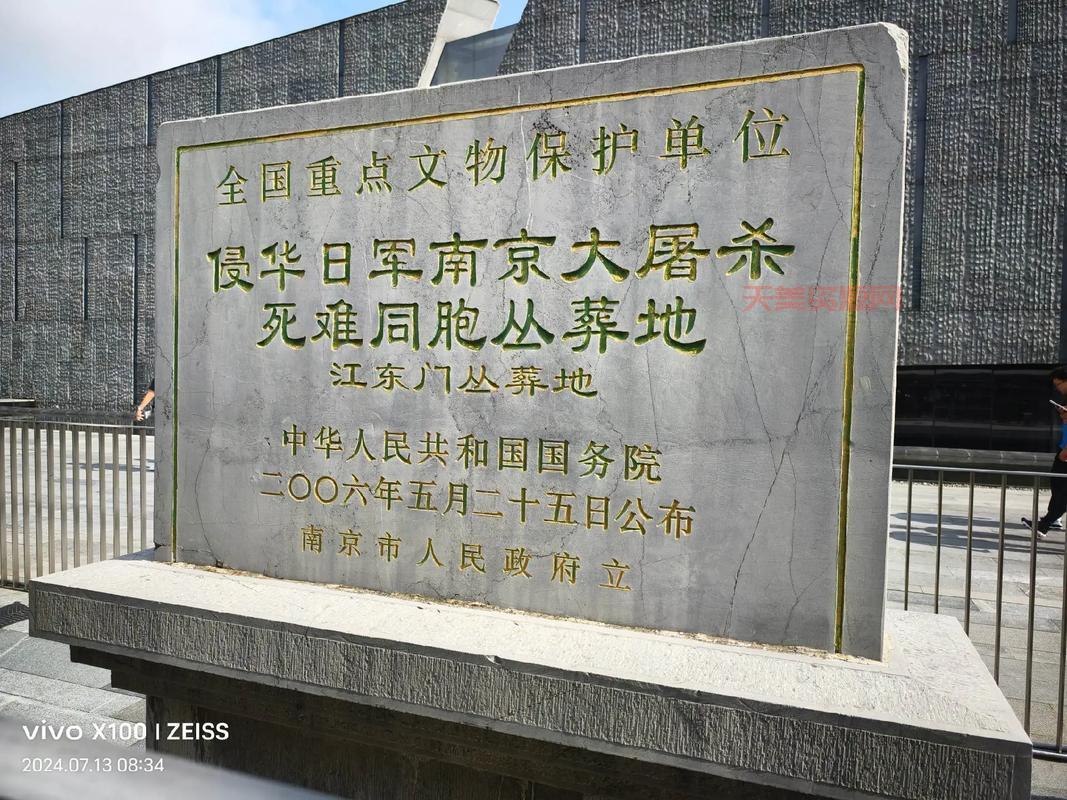 全国重点文物保护单位
侵华日军南京大屠杀
死难同胞丛葬地
江东门丛葬地
中华人民共和国国务院
二〇〇六年五月二十五日公布
南京市人民政府立
vivo X100 | ZEISS
2024.07.13 08:34